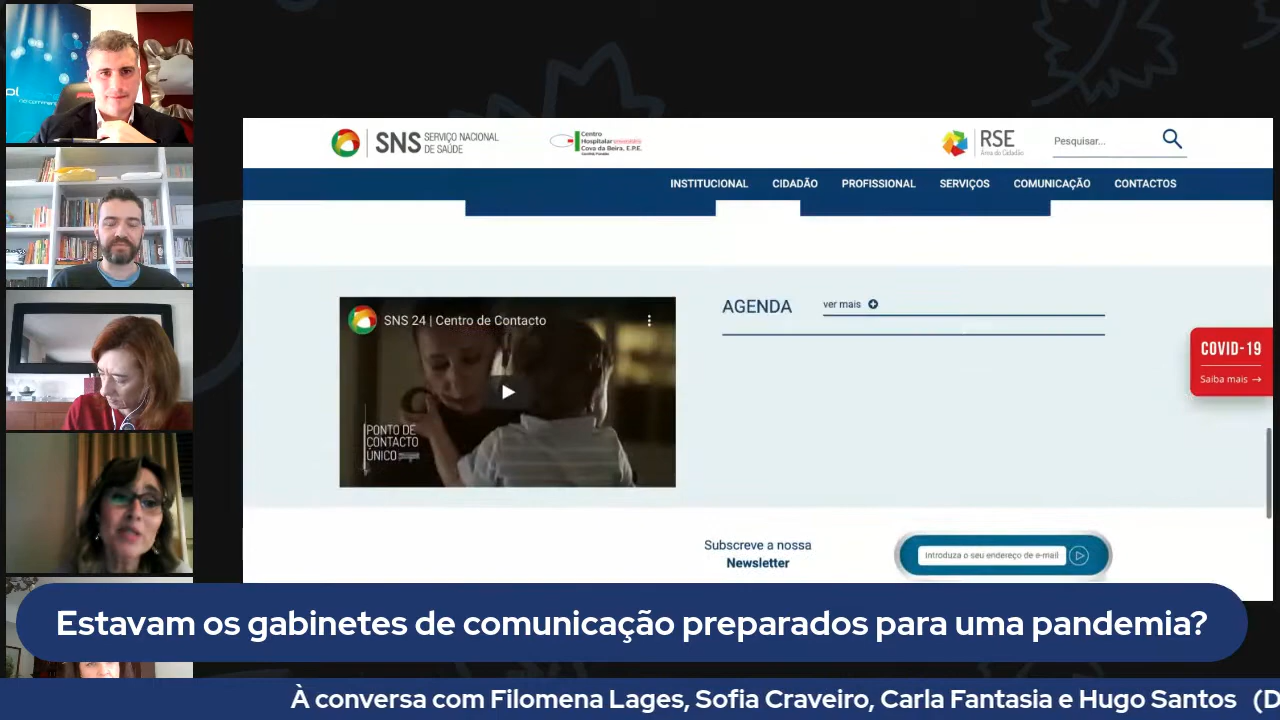 SNS
SERVIÇO NACIONAL
DE SAÚDE
Centro
Hospitalar
Cova da Beira, E.P.E.
RSE
Área do Cidadão
Pesquisar...
INSTITUCIONAL CIDADÃO PROFISSIONAL SERVIÇOS COMUNICAÇÃO CONTACTOS
SNS 24 | Centro de Contacto
PONTO DE
CONTACTO
ÚNICO
AGENDA
ver mais
COVID-19
Saiba mais →
Subscreve a nossa
Newsletter
Introduza o seu endereço de e-mail
Estavam os gabinetes de comunicação preparados para uma pandemia?
À conversa com Filomena Lages, Sofia Craveiro, Carla Fantasia e Hugo Santos (D